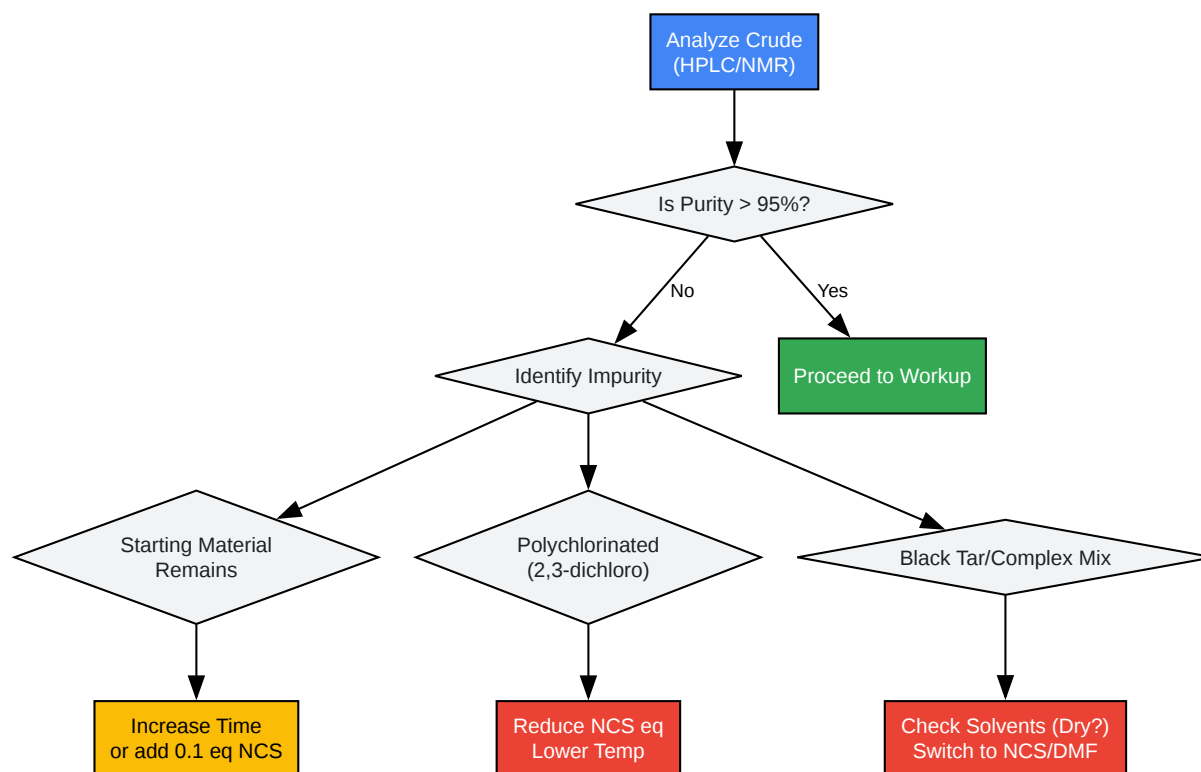 Analyze Crude
(HPLC/NMR)
Is Purity > 95%?
No
Yes
Identify Impurity
Proceed to Workup
Starting Material
Remains
Polychlorinated
(2,3-dichloro)
Black Tar/Complex Mix
Increase Time
or add 0.1 eq NCS
Reduce NCS eq
Lower Temp
Check Solvents (Dry?)
Switch to NCS/DMF